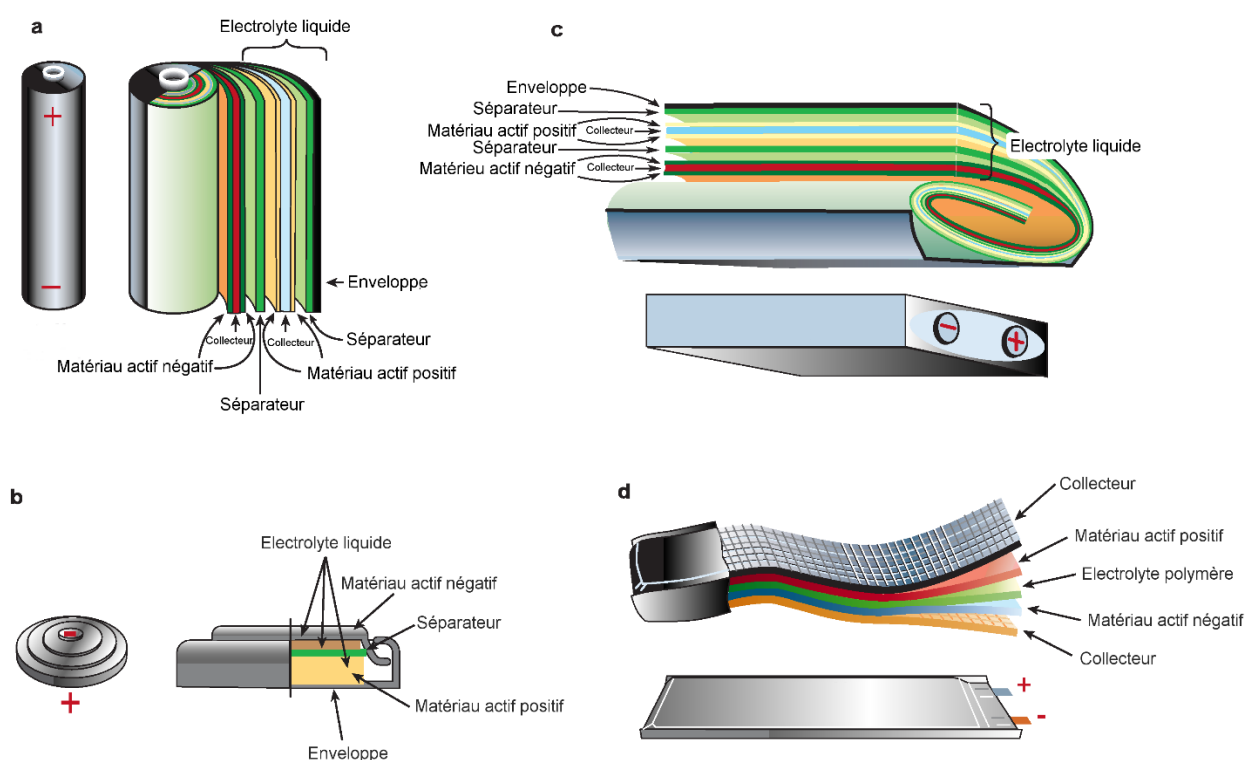 a
Electrolyte liquide
+
−
Enveloppe
Collecteur
Collecteur
Séparateur
Matériau actif négatif
Matériau actif positif
Séparateur
c
Enveloppe
Séparateur
Matériau actif positif
Collecteur
Séparateur
Matérieu actif négatif
Collecteur
Electrolyte liquide
−
+
b
Electrolyte liquide
Matériau actif négatif
Séparateur
Matériau actif positif
Enveloppe
+
d
Collecteur
Matériau actif positif
Electrolyte polymère
Matériau actif négatif
Collecteur
+
-